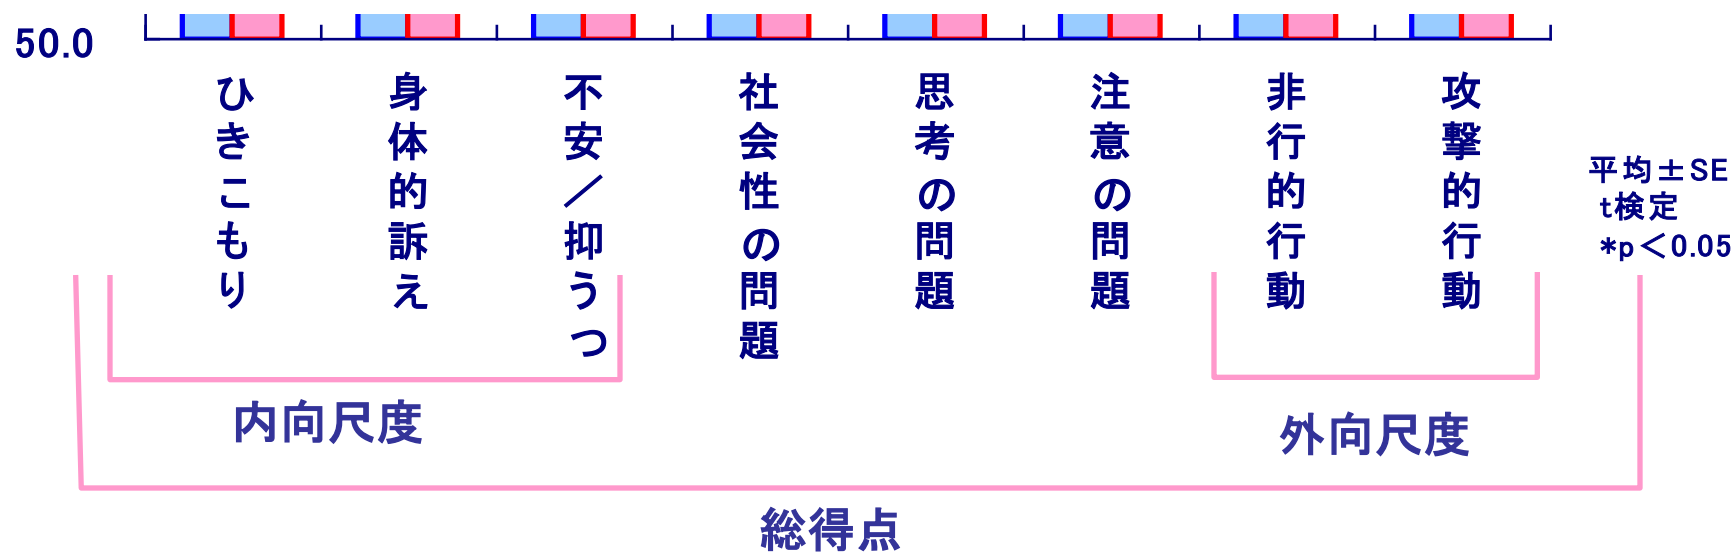 50.0
ひきこもり
身体的訴え
不安/抑うつ
社会性の問題
思考の問題
注意の問題
非行的行動
攻撃的行動
平均±SE
t検定
*p<0.05
内向尺度
外向尺度
総得点